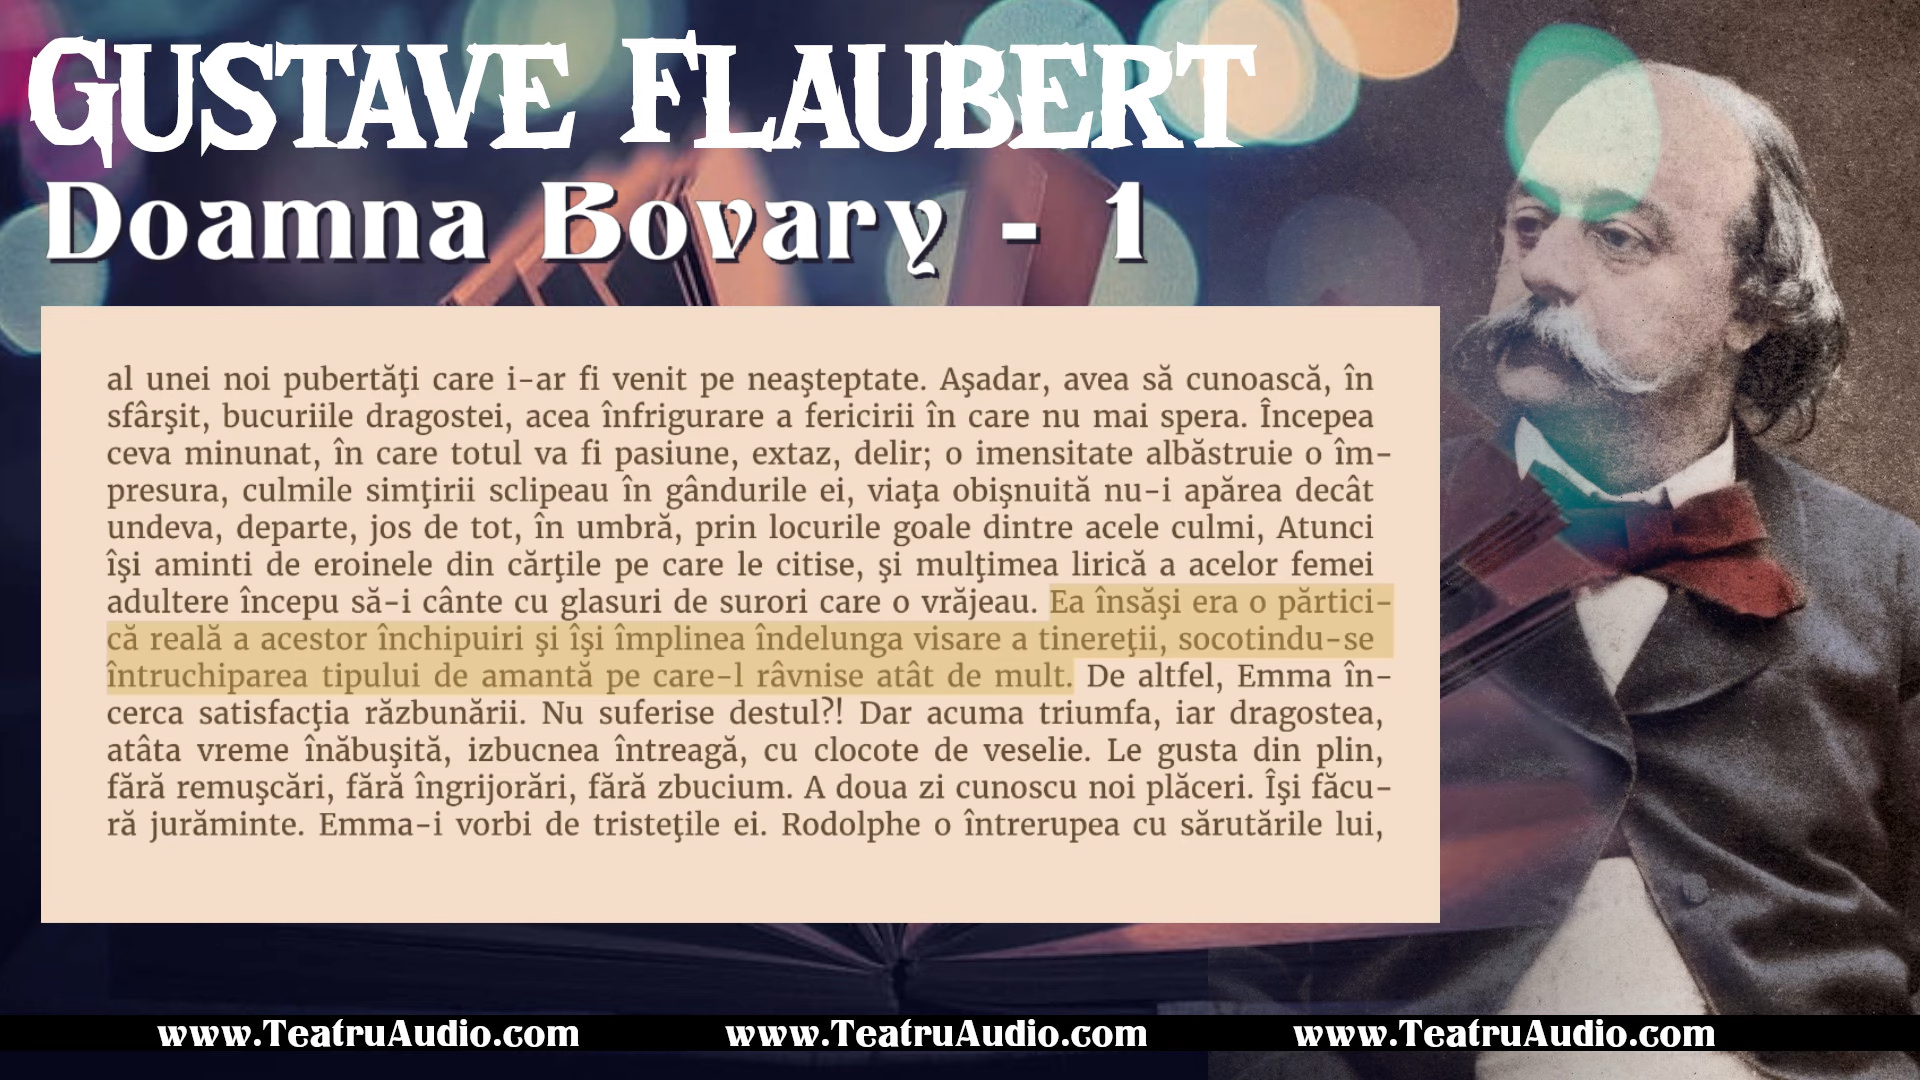 GUSTAVE FLAUBERT
Doamna Bovary - 1
al unei noi pubertăţi care i-ar fi venit pe neaşteptate. Aşadar, avea să cunoască, în
sfârşit, bucuriile dragostei, acea înfrigurare a fericirii în care nu mai spera. Începea
ceva minunat, în care totul va fi pasiune, extaz, delir; o imensitate albăstruie o îm-
presura, culmile simţirii sclipeau în gândurile ei, viaţa obişnuită nu-i apărea decât
undeva, departe, jos de tot, în umbră, prin locurile goale dintre acele culmi, Atunci
îşi aminti de eroinele din cărţile pe care le citise, şi mulţimea lirică a acelor femei
adultere începu să-i cânte cu glasuri de surori care o vrăjeau. Ea însăşi era o părtici-
că reală a acestor închipuiri şi îşi împlinea îndelunga visare a tinereţii, socotindu-se
întruchiparea tipului de amantă pe care-l râvnise atât de mult. De altfel, Emma în-
cerca satisfacţia răzbunării. Nu suferise destul?! Dar acuma triumfa, iar dragostea,
atâta vreme înăbuşită, izbucnea întreagă, cu clocote de veselie. Le gusta din plin,
fără remuşcări, fără îngrijorări, fără zbucium. A doua zi cunoscu noi plăceri. Îşi făcu-
ră jurăminte. Emma-i vorbi de tristeţile ei. Rodolphe o întrerupea cu sărutările lui,
www.TeatruAudio.com www.TeatruAudio.com www.TeatruAudio.com